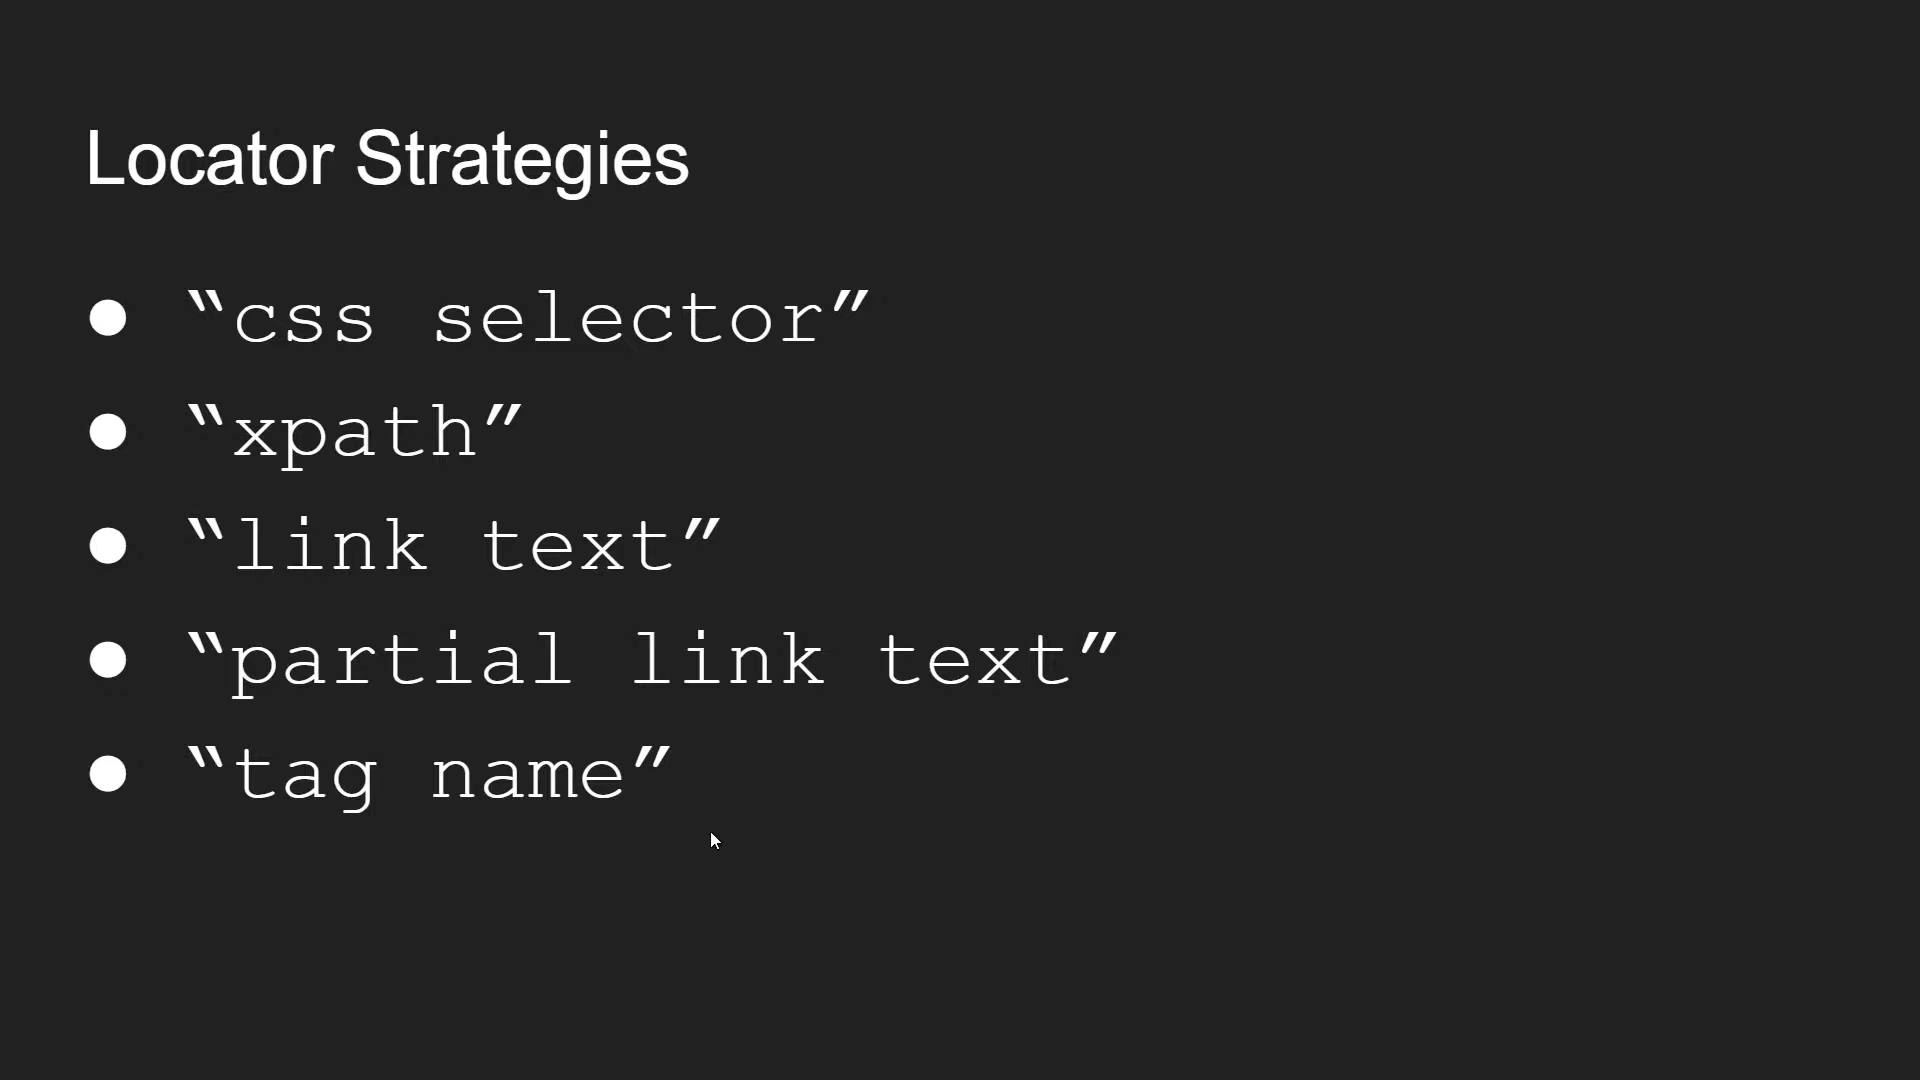 Locator Strategies
● “css selector”
● “xpath”
● “link text”
● “partial link text”
● “tag name”